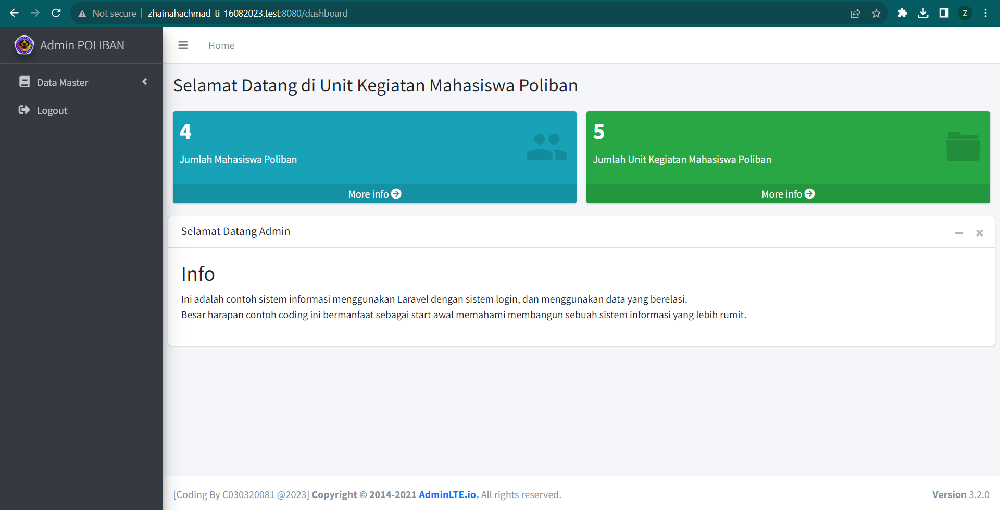 Not secure zhainahachmad_ti_16082023.test:8080/dashboard
Z
Admin POLIBAN
Home
Data Master
Logout
Selamat Datang di Unit Kegiatan Mahasiswa Poliban
4
Jumlah Mahasiswa Poliban
More info
5
Jumlah Unit Kegiatan Mahasiswa Poliban
More info
Selamat Datang Admin
Info
Ini adalah contoh sistem informasi menggunakan Laravel dengan sistem login, dan menggunakan data yang berelasi.
Besar harapan contoh coding ini bermanfaat sebagai start awal memahami membangun sebuah sistem informasi yang lebih rumit.
[Coding By C030320081 @2023] Copyright © 2014-2021 AdminLTE.io. All rights reserved.
Version 3.2.0